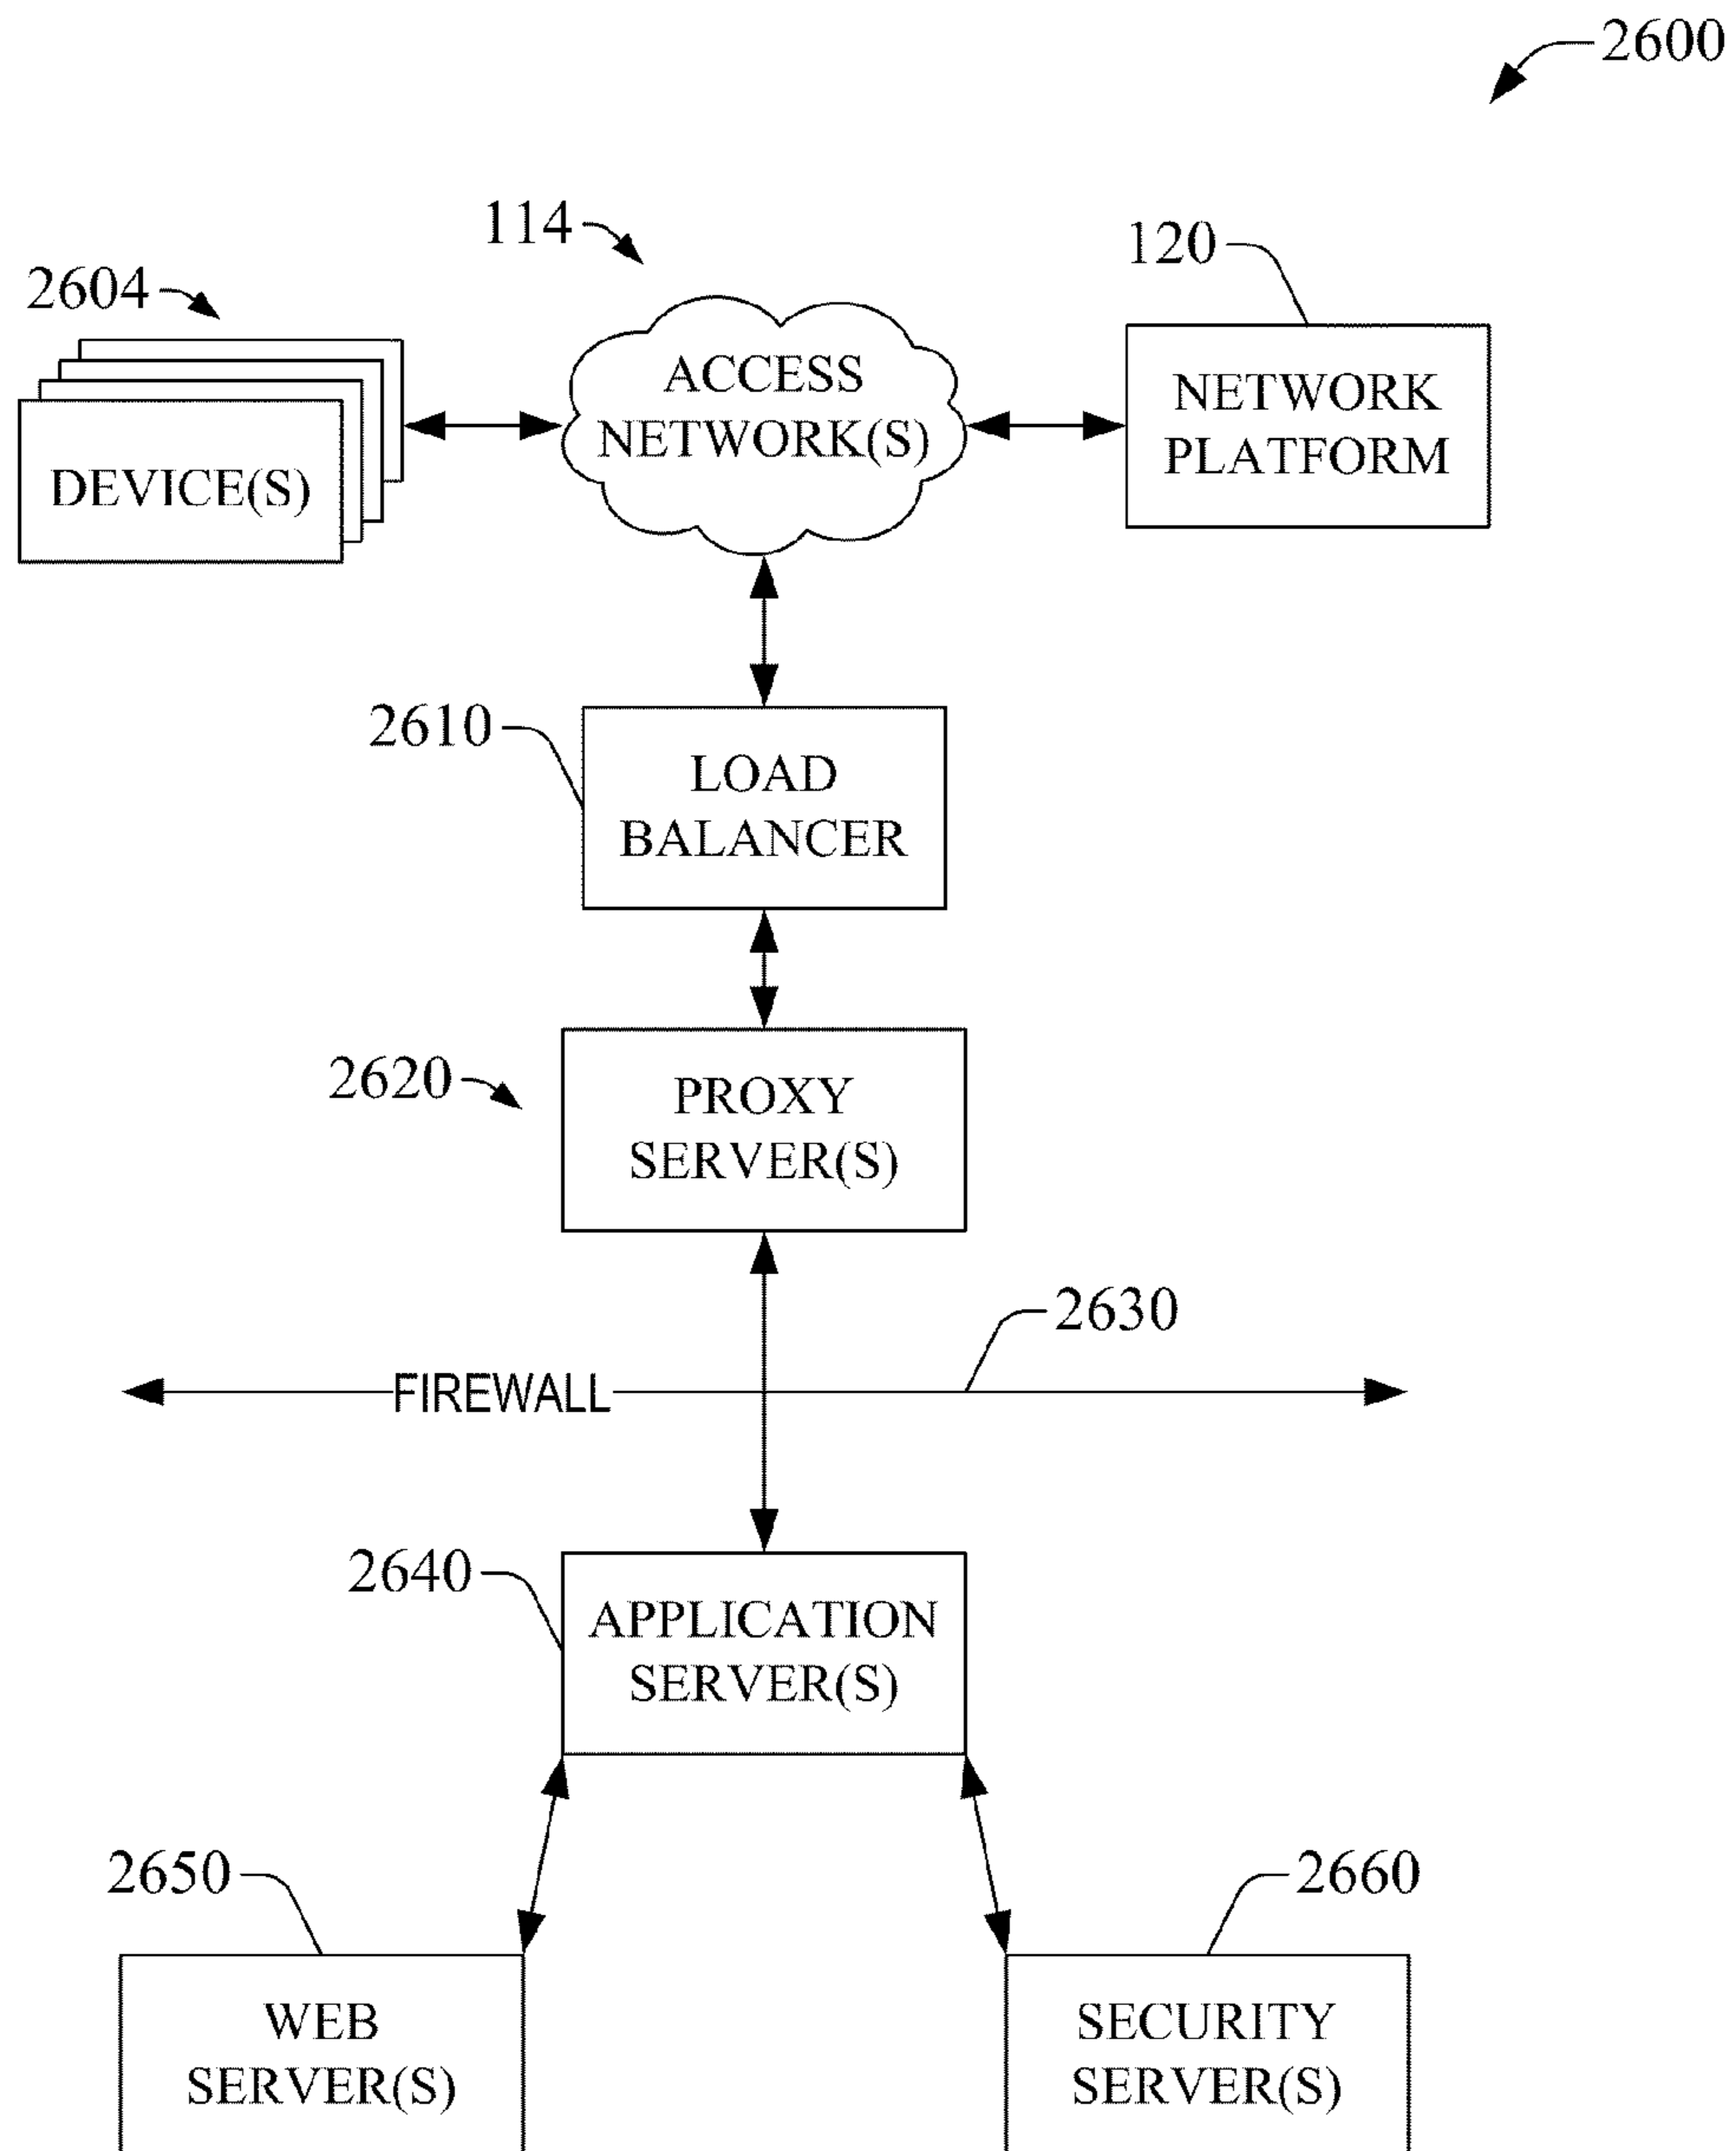 2600
114
120
2604
ACCESS
NETWORK(S)
NETWORK
PLATFORM
DEVICE(S)
2610
LOAD
BALANCER
2620
PROXY
SERVER(S)
2630
FIREWALL
2640
APPLICATION
SERVER(S)
2650
2660
WEB
SERVER(S)
SECURITY
SERVER(S)